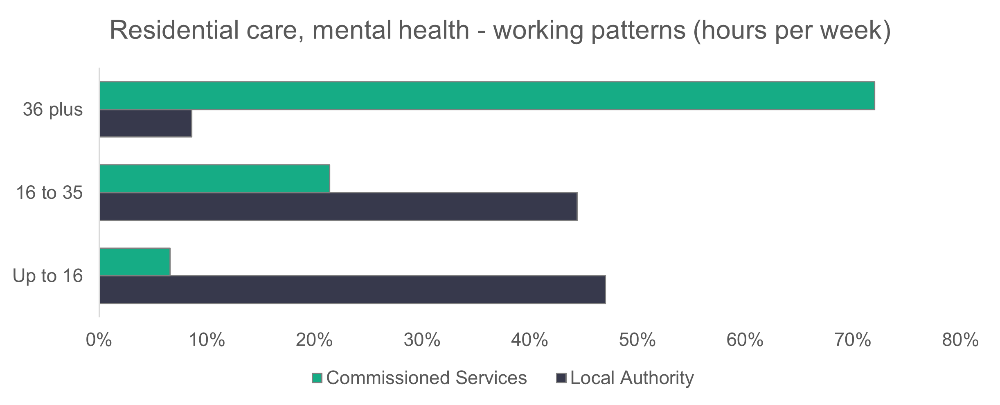 Residential care, mental health - working patterns (hours per week)
36 plus
16 to 35
Up to 16
0% 10% 20% 30% 40% 50% 60% 70% 80%
Commissioned Services Local Authority